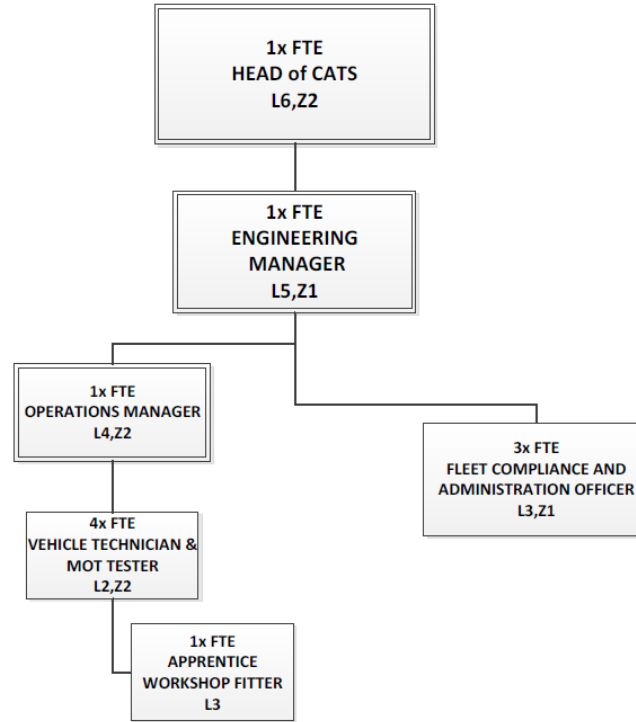 1x FTE
HEAD of CATS
L6,Z2
1x FTE
ENGINEERING
MANAGER
L5,Z1
1x FTE
OPERATIONS MANAGER
L4,Z2
3x FTE
FLEET COMPLIANCE AND
ADMINISTRATION OFFICER
L3,Z1
4x FTE
VEHICLE TECHNICIAN &
MOT TESTER
L2,Z2
1x FTE
APPRENTICE
WORKSHOP FITTER
L3